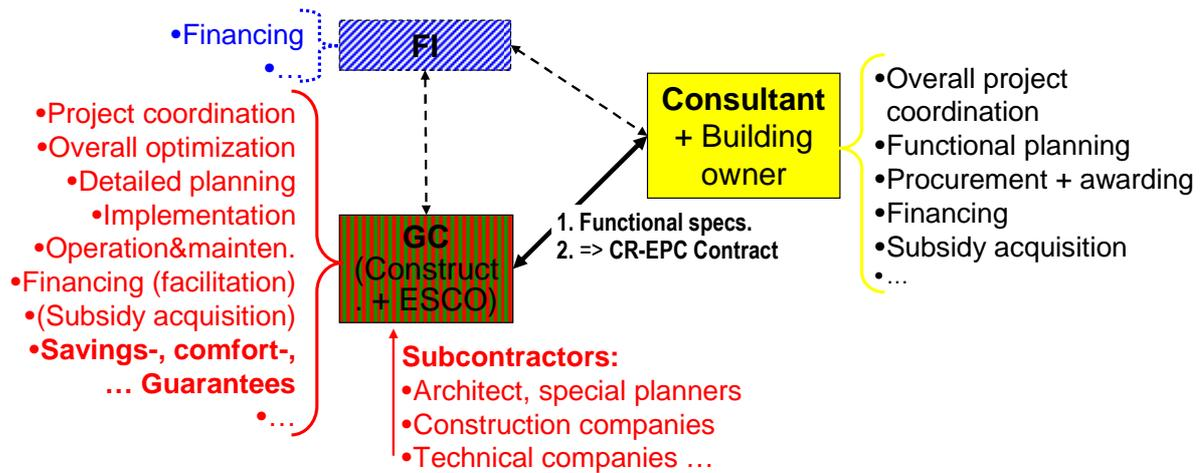 •Financing
•…
FI
•Project coordination
•Overall optimization
•Detailed planning
•Implementation
•Operation&mainten.
•Financing (facilitation)
•(Subsidy acquisition)
•Savings-, comfort-,
… Guarantees
•…
GC
(Construct
. + ESCO)
Consultant
+ Building
owner
1. Functional specs.
2. => CR-EPC Contract
•Overall project
coordination
•Functional planning
•Procurement + awarding
•Financing
•Subsidy acquisition
•…
Subcontractors:
•Architect, special planners
•Construction companies
•Technical companies …